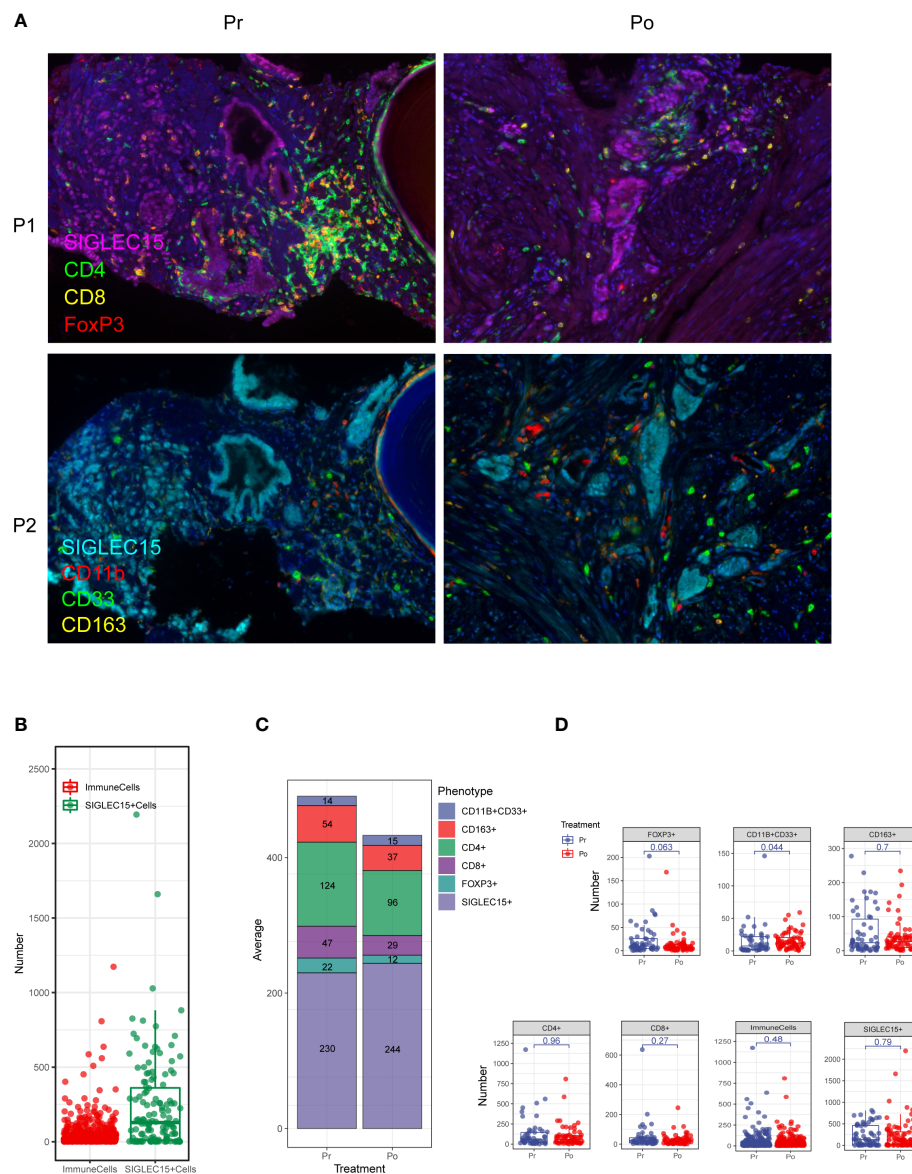 A
Pr
Po
P1
SIGLEC15
CD4
CD8
FoxP3
P2
SIGLEC15
CD11b
CD33
CD163
B
Number
2500
2000
1500
1000
500
0
ImmuneCells
SIGLEC15+Cells
ImmuneCells
SIGLEC15+Cells
C
Average
400
200
0
14
54
124
47
22
230
15
37
96
29
12
244
Pr
Po
Treatment
Phenotype
CD11B+CD33+
CD163+
CD4+
CD8+
FOXP3+
SIGLEC15+
D
Treatment
Pr
Po
Number
FOXP3+
0.063
200
150
100
50
0
Pr
Po
CD11B+CD33+
0.044
150
100
50
0
Pr
Po
CD163+
0.7
300
200
100
0
Pr
Po
Number
CD4+
0.96
1250
1000
750
500
250
0
Pr
Po
CD8+
0.27
600
400
200
0
Pr
Po
ImmuneCells
0.48
1250
1000
750
500
250
0
Pr
Po
SIGLEC15+
0.79
2000
1500
1000
500
0
Pr
Po